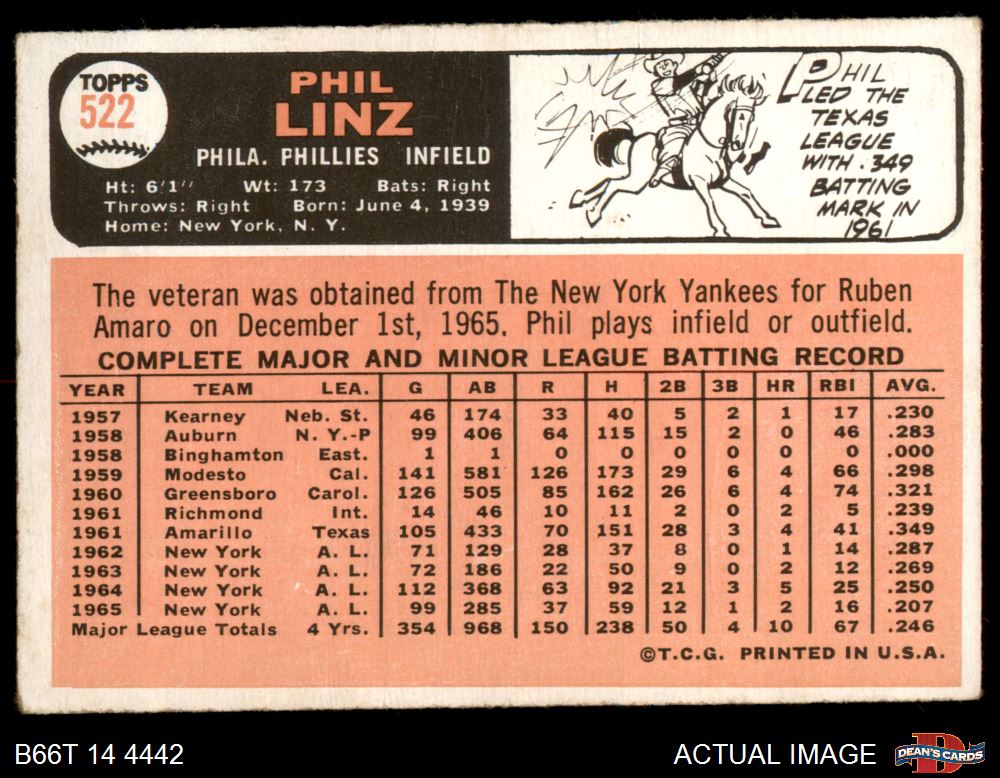 TOPPS
522
PHIL
LINZ
PHILA. PHILLIES INFIELD
Ht: 6'1" Wt: 173 Bats: Right
Throws: Right Born: June 4, 1939
Home: New York, N. Y.
PHIL
LED THE
TEXAS
LEAGUE
WITH .349
BATTING
MARK IN
1961
The veteran was obtained from The New York Yankees for Ruben
Amaro on December 1st, 1965. Phil plays infield or outfield.
COMPLETE MAJOR AND MINOR LEAGUE BATTING RECORD
YEAR TEAM LEA. G AB R H 2B 3B HR RBI AVG.
1957 Kearney Neb. St. 46 174 33 40 5 2 1 17 .230
1958 Auburn N. Y.-P 99 406 64 115 15 2 0 46 .283
1958 Binghamton East. 1 1 0 0 0 0 0 0 .000
1959 Modesto Cal. 141 581 126 173 29 6 4 66 .298
1960 Greensboro Carol. 126 505 85 162 26 6 4 74 .321
1961 Richmond Int. 14 46 10 11 2 0 2 5 .239
1961 Amarillo Texas 105 433 70 151 28 3 4 41 .349
1962 New York A. L. 71 129 28 37 8 0 1 14 .287
1963 New York A. L. 72 186 22 50 9 0 2 12 .269
1964 New York A. L. 112 368 63 92 21 3 5 25 .250
1965 New York A. L. 99 285 37 59 12 1 2 16 .207
Major League Totals 4 Yrs. 354 968 150 238 50 4 10 67 .246
©T.C.G. PRINTED IN U.S.A.
B66T 14 4442
ACTUAL IMAGE
DEAN'S CARDS